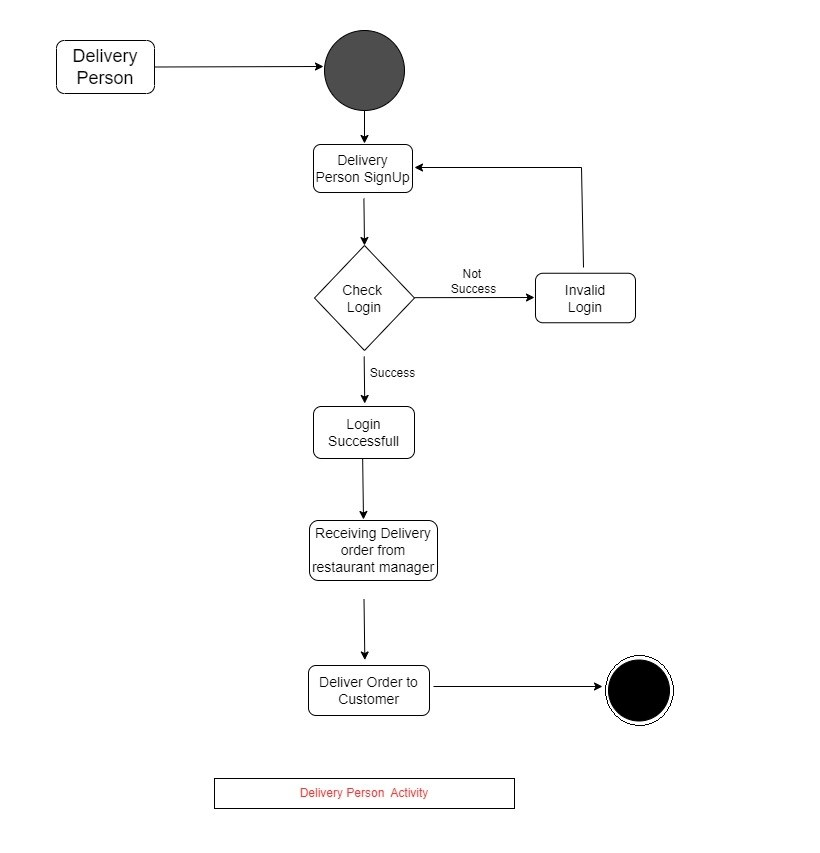 Delivery
Person
Delivery
Person SignUp
Check
Login
Not
Success
Invalid
Login
Success
Login
Successfull
Receiving Delivery
order from
restaurant manager
Deliver Order to
Customer
Delivery Person  Activity